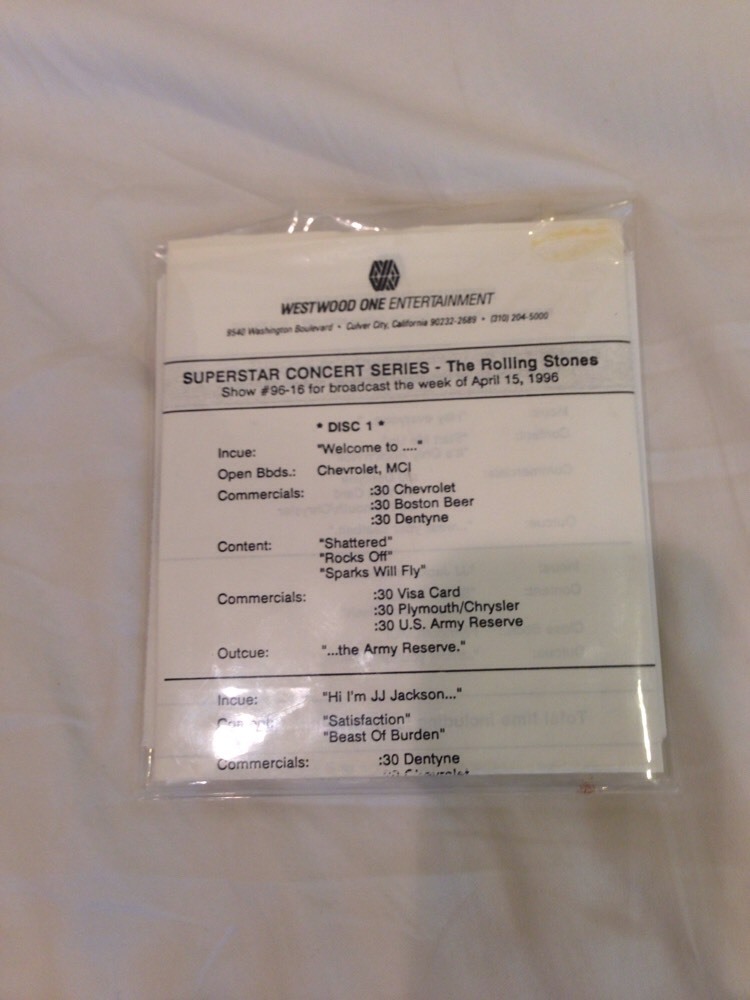 WESTWOOD ONE ENTERTAINMENT
9540 Washington Boulevard • Culver City, California 90232-2689 • (310) 204-5000
SUPERSTAR CONCERT SERIES - The Rolling Stones
Show #96-16 for broadcast the week of April 15, 1996
* DISC 1 *
Incue: "Welcome to ...."
Open Bbds.: Chevrolet, MCI
Commercials: :30 Chevrolet
:30 Boston Beer
:30 Dentyne
Content: "Shattered"
"Rocks Off"
"Sparks Will Fly"
Commercials: :30 Visa Card
:30 Plymouth/Chrysler
:30 U.S. Army Reserve
Outcue: "...the Army Reserve."
Incue: "Hi I'm JJ Jackson..."
Content: "Satisfaction"
"Beast Of Burden"
Commercials: :30 Dentyne
:30 Chevrolet